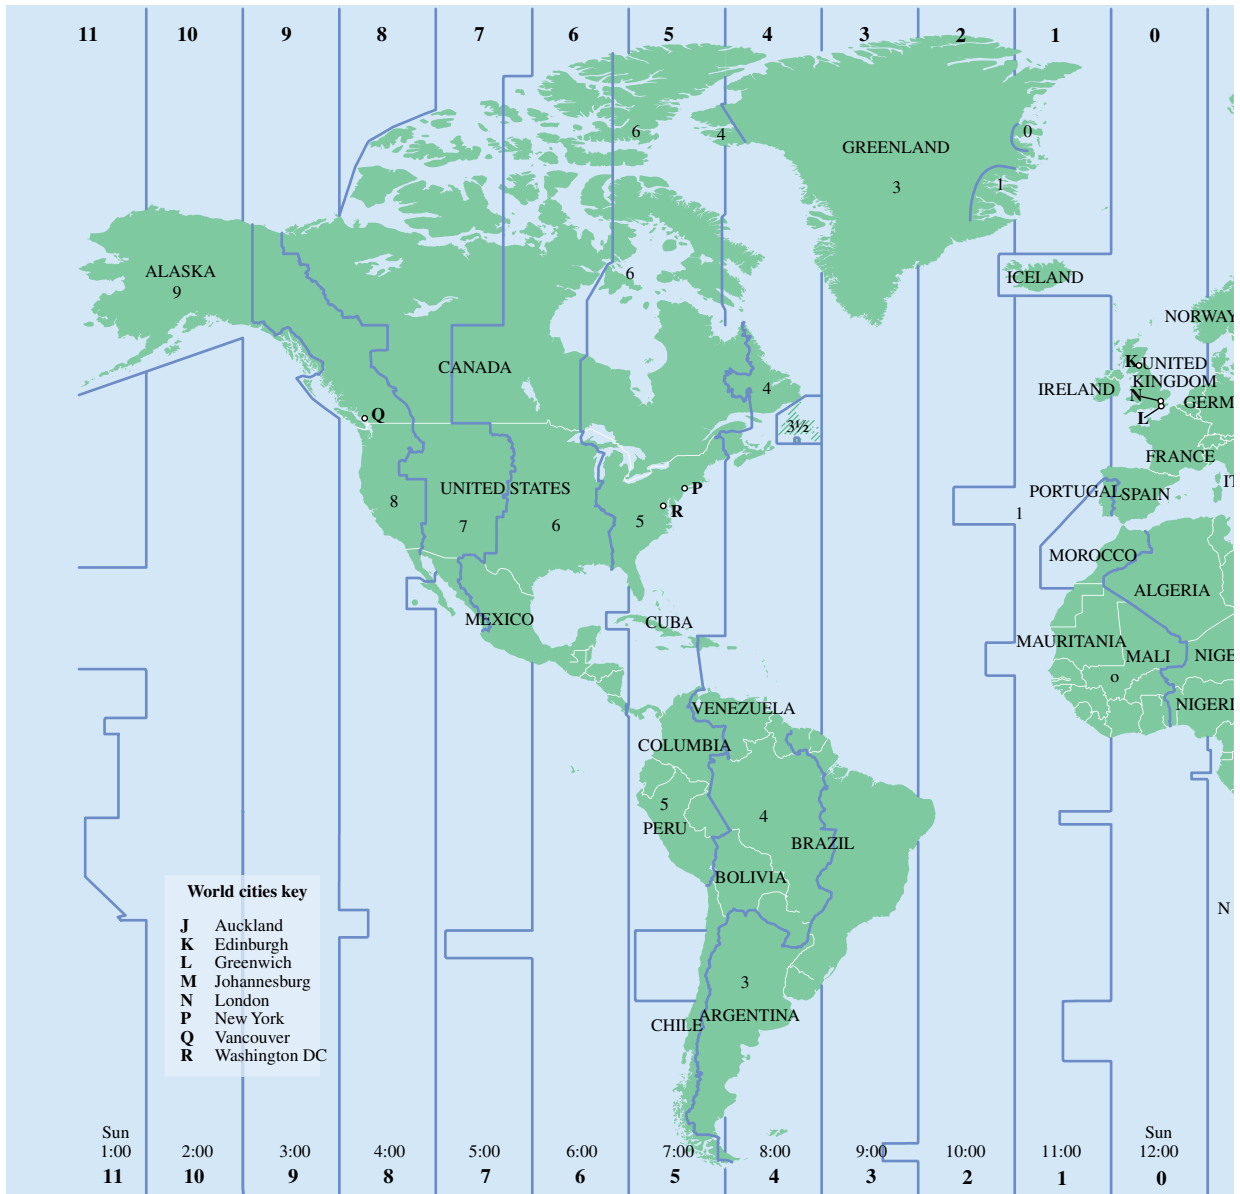 11 10 9 8 7 6 5 4 3 2 1 0
6
4
0
GREENLAND
3
1
ALASKA
9
6
ICELAND
NORWAY
K
UNITED
KINGDOM
CANADA
4
IRELAND
N
GERM
Q
L
3½
FRANCE
UNITED STATES
P
PORTUGAL
SPAIN
IT
8
7
6
5
R
1
MOROCCO
ALGERIA
MEXICO
CUBA
MAURITANIA
MALI
NIGE
o
VENEZUELA
NIGERI
COLUMBIA
5
4
PERU
BRAZIL
BOLIVIA
World cities key
J Auckland
K Edinburgh
L Greenwich
M Johannesburg
N London
P New York
Q Vancouver
R Washington DC
N
3
CHILE
ARGENTINA
Sun Sun
1:00 2:00 3:00 4:00 5:00 6:00 7:00 8:00 9:00 10:00 11:00 12:00
11 10 9 8 7 6 5 4 3 2 1 0